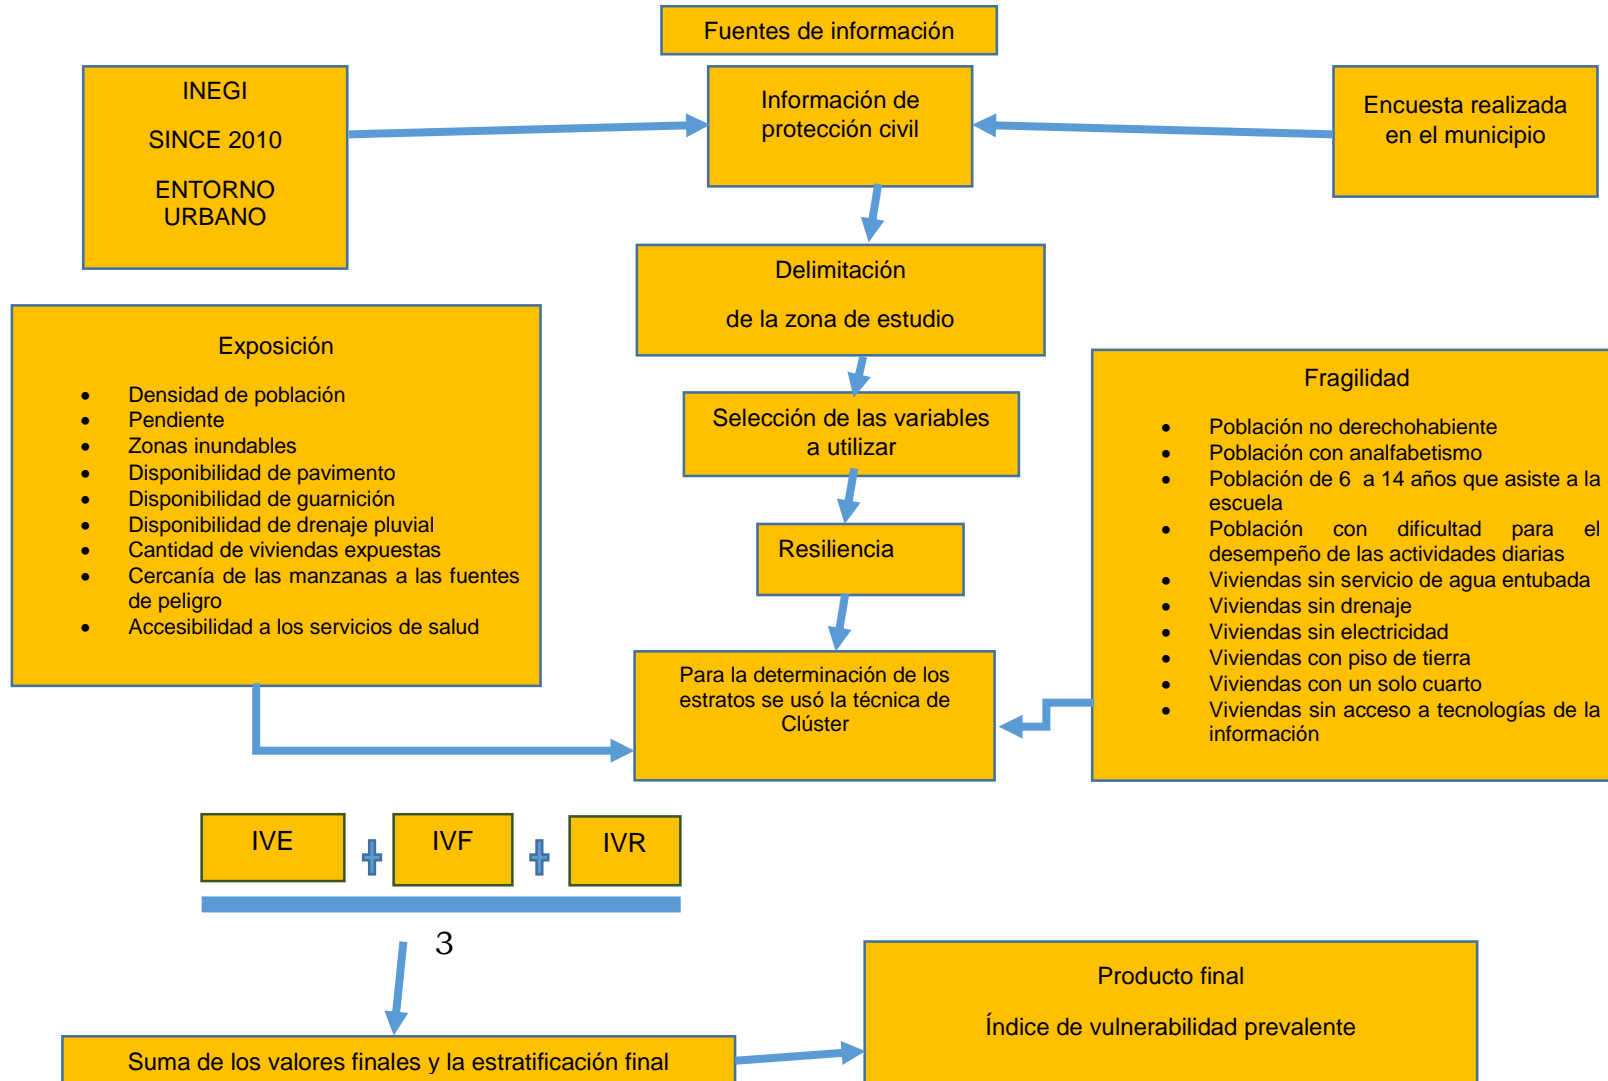 Fuentes de información
INEGI
SINCE 2010
ENTORNO
URBANO
Información de
protección civil
Encuesta realizada
en el municipio
Delimitación
de la zona de estudio
Exposición
• Densidad de población
• Pendiente
• Zonas inundables
• Disponibilidad de pavimento
• Disponibilidad de guarnición
• Disponibilidad de drenaje pluvial
• Cantidad de viviendas expuestas
• Cercanía de las manzanas a las fuentes
de peligro
• Accesibilidad a los servicios de salud
Selección de las variables
a utilizar
Resiliencia
Fragilidad
• Población no derechohabiente
• Población con analfabetismo
• Población de 6 a 14 años que asiste a la
escuela
• Población con dificultad para el
desempeño de las actividades diarias
• Viviendas sin servicio de agua entubada
• Viviendas sin drenaje
• Viviendas sin electricidad
• Viviendas con piso de tierra
• Viviendas con un solo cuarto
• Viviendas sin acceso a tecnologías de la
información
Para la determinación de los
estratos se usó la técnica de
Clúster
IVE + IVF + IVR
3
Suma de los valores finales y la estratificación final
Producto final
Índice de vulnerabilidad prevalente